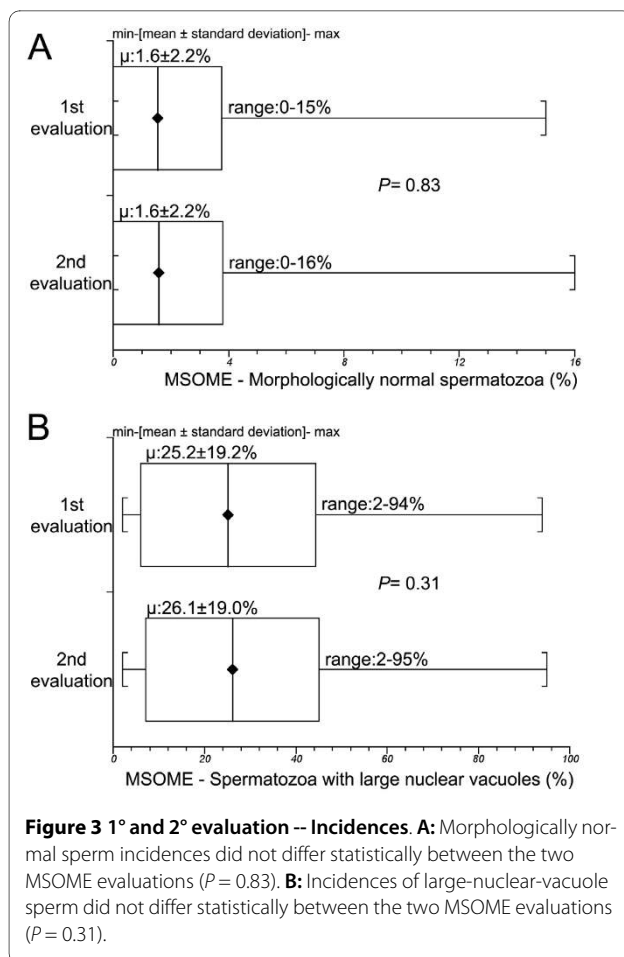 A
min-[mean ± standard deviation]- max
µ:1.6±2.2%
1st
evaluation
range:0-15%
P= 0.83
µ:1.6±2.2%
2nd
evaluation
range:0-16%
0 4 8 12 16
MSOME - Morphologically normal spermatozoa (%)
B
min-[mean ± standard deviation]- max
µ:25.2±19.2%
1st
evaluation
range:2-94%
P= 0.31
µ:26.1±19.0%
2nd
evaluation
range:2-95%
0 20 40 60 80 100
MSOME - Spermatozoa with large nuclear vacuoles (%)
Figure 3 1° and 2° evaluation -- Incidences. A: Morphologically nor-
mal sperm incidences did not differ statistically between the two
MSOME evaluations (P = 0.83). B: Incidences of large-nuclear-vacuole
sperm did not differ statistically between the two MSOME evaluations
(P = 0.31).